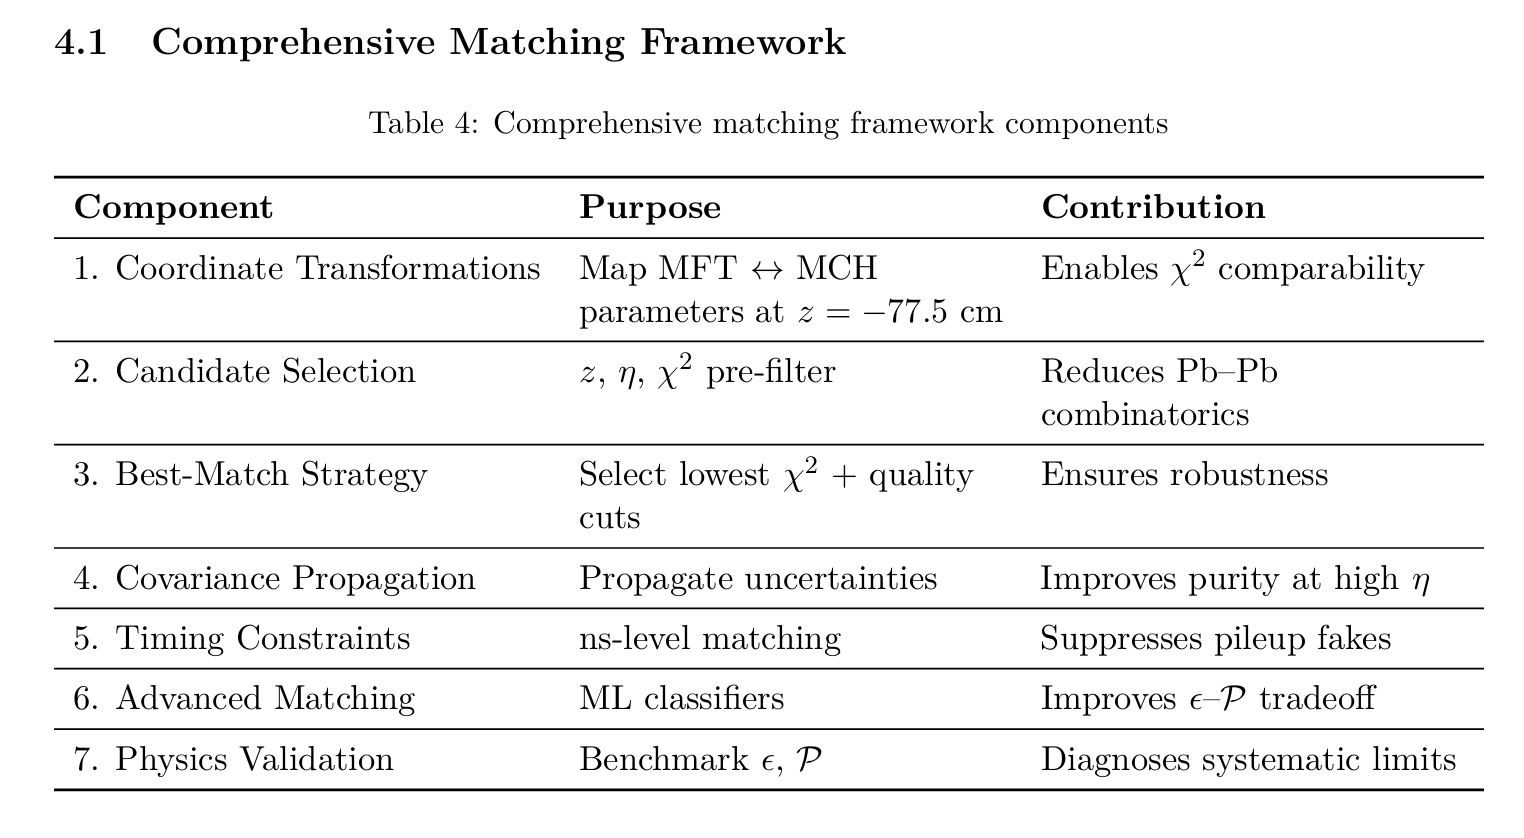 4.1 Comprehensive Matching Framework
Table 4: Comprehensive matching framework components
Component Purpose Contribution
1. Coordinate Transformations Map MFT ↔ MCH Enables χ² comparability
parameters at z = −77.5 cm
2. Candidate Selection z, η, χ² pre-filter Reduces Pb–Pb
combinatorics
3. Best-Match Strategy Select lowest χ² + quality Ensures robustness
cuts
4. Covariance Propagation Propagate uncertainties Improves purity at high η
5. Timing Constraints ns-level matching Suppresses pileup fakes
6. Advanced Matching ML classifiers Improves ϵ–𝒫 tradeoff
7. Physics Validation Benchmark ϵ, 𝒫 Diagnoses systematic limits